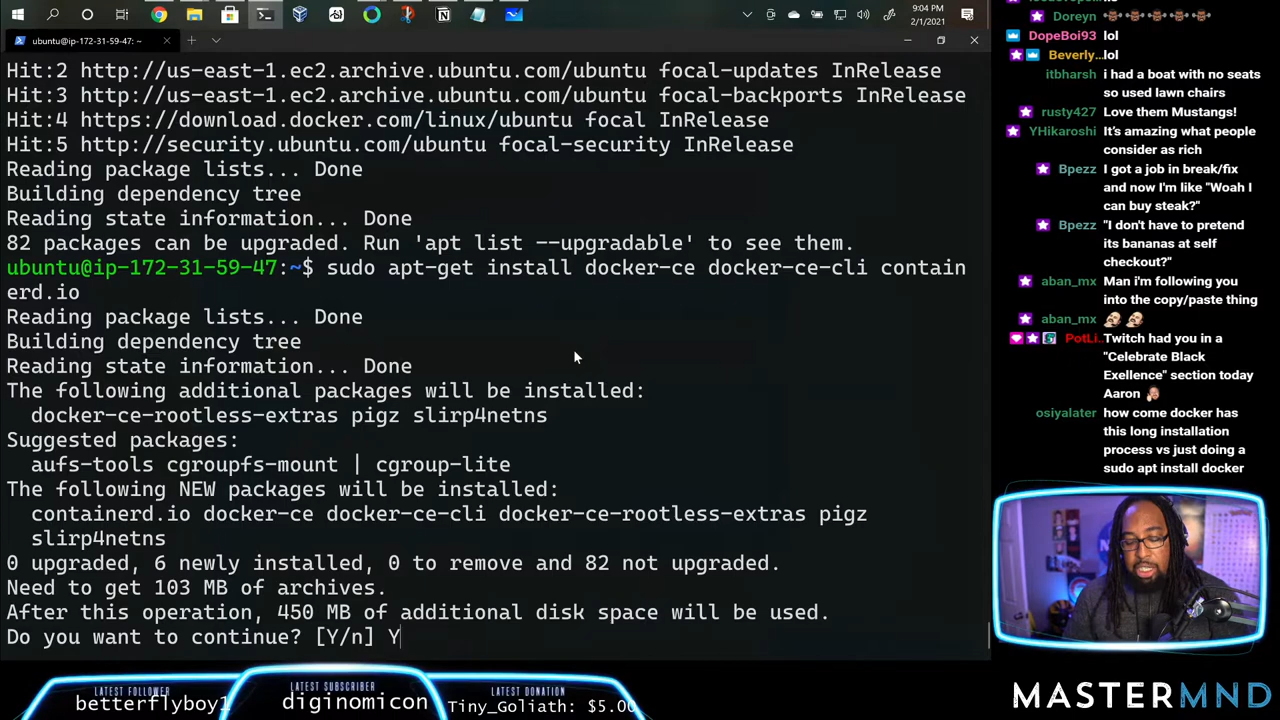 9:04 PM
2/1/2021
ubuntu@ip-172-31-59-47: ~
Hit:2 http://us-east-1.ec2.archive.ubuntu.com/ubuntu focal-updates InRelease
Hit:3 http://us-east-1.ec2.archive.ubuntu.com/ubuntu focal-backports InRelease
Hit:4 https://download.docker.com/linux/ubuntu focal InRelease
Hit:5 http://security.ubuntu.com/ubuntu focal-security InRelease
Reading package lists... Done
Building dependency tree
Reading state information... Done
82 packages can be upgraded. Run 'apt list --upgradable' to see them.
ubuntu@ip-172-31-59-47:~$ sudo apt-get install docker-ce docker-ce-cli contain
erd.io
Reading package lists... Done
Building dependency tree
Reading state information... Done
The following additional packages will be installed:
docker-ce-rootless-extras pigz slirp4netns
Suggested packages:
aufs-tools cgroupfs-mount | cgroup-lite
The following NEW packages will be installed:
containerd.io docker-ce docker-ce-cli docker-ce-rootless-extras pigz
slirp4netns
0 upgraded, 6 newly installed, 0 to remove and 82 not upgraded.
Need to get 103 MB of archives.
After this operation, 450 MB of additional disk space will be used.
Do you want to continue? [Y/n] Y
Doreyn
DopeBoi93 lol
Beverly... lol
itbharsh i had a boat with no seats
so used lawn chairs
rusty427 Love them Mustangs!
YHikaroshi It's amazing what people
consider as rich
Bpezz I got a job in break/fix
and now I'm like "Woah I
can buy steak?"
Bpezz "I don't have to pretend
its bananas at self
checkout?"
aban_mx Man i'm following you
into the copy/paste thing
aban_mx
PotLi... Twitch had you in a
"Celebrate Black
Exellence" section today
Aaron
osiyalater how come docker has
this long installation
process vs just doing a
sudo apt install docker
LATEST FOLLOWER
betterflyboy1
LATEST SUBSCRIBER
diginomicon
LATEST DONATION
Tiny_Goliath: $5.00
MASTERMND